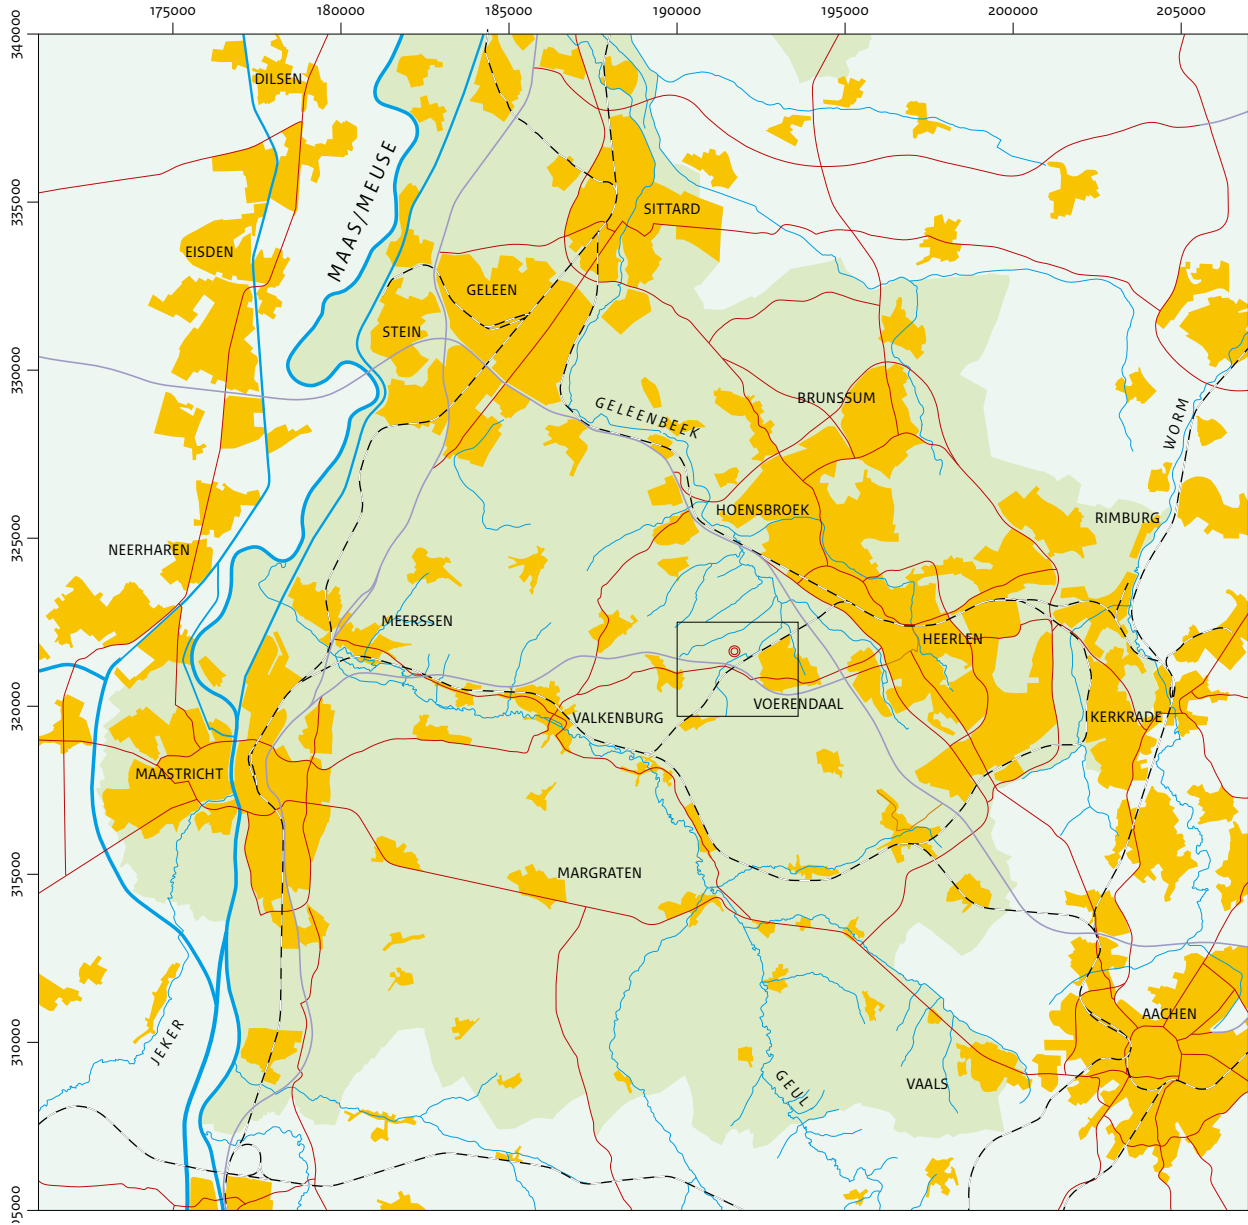 175000 180000 185000 190000 195000 200000 205000
340000
335000
330000
325000
320000
315000
310000
05000
DILSEN
MAAS/MEUSE
SITTARD
EISDEN
GELEEN
STEIN
GELEENBEEK
BRUNSSUM
WORM
HOENSBROEK
RIMBURG
NEERHAREN
MEERSSEN
HEERLEN
VOERENDAAL
VALKENBURG
KERKRADE
MAASTRICHT
MARGRATEN
JEKER
AACHEN
GEUL
VAALS